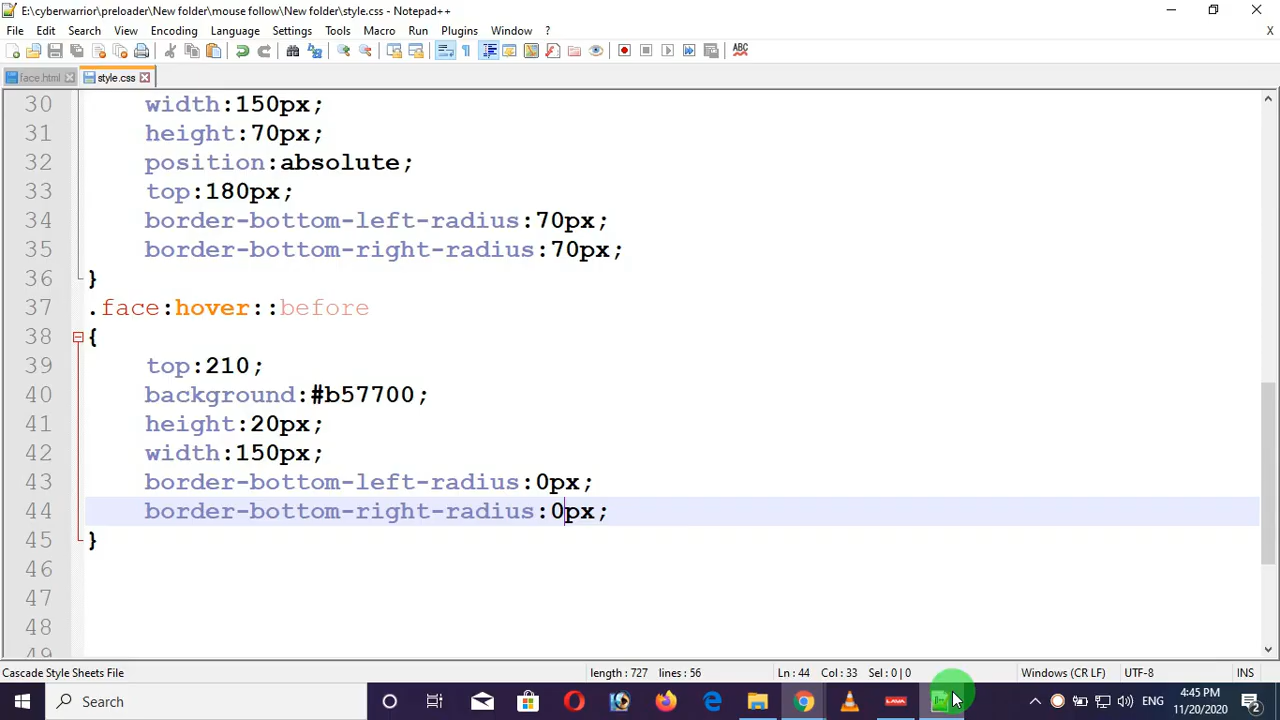 E:\cyberwarrior\preloader\New folder\mouse follow\New folder\style.css - Notepad++
File Edit Search View Encoding Language Settings Tools Macro Run Plugins Window ? X
ABC
face.html style.css
30 width:150px;
31 height:70px;
32 position:absolute;
33 top:180px;
34 border-bottom-left-radius:70px;
35 border-bottom-right-radius:70px;
36 }
37 .face:hover::before
38 {
39 top:210;
40 background:#b57700;
41 height:20px;
42 width:150px;
43 border-bottom-left-radius:0px;
44 border-bottom-right-radius:0px;
45 }
46
47
48
49
Cascade Style Sheets File length : 727 lines : 56 Ln : 44 Col : 33 Sel : 0 | 0 Windows (CR LF) UTF-8 INS
Search LAVA ENG 4:45 PM
11/20/2020 2